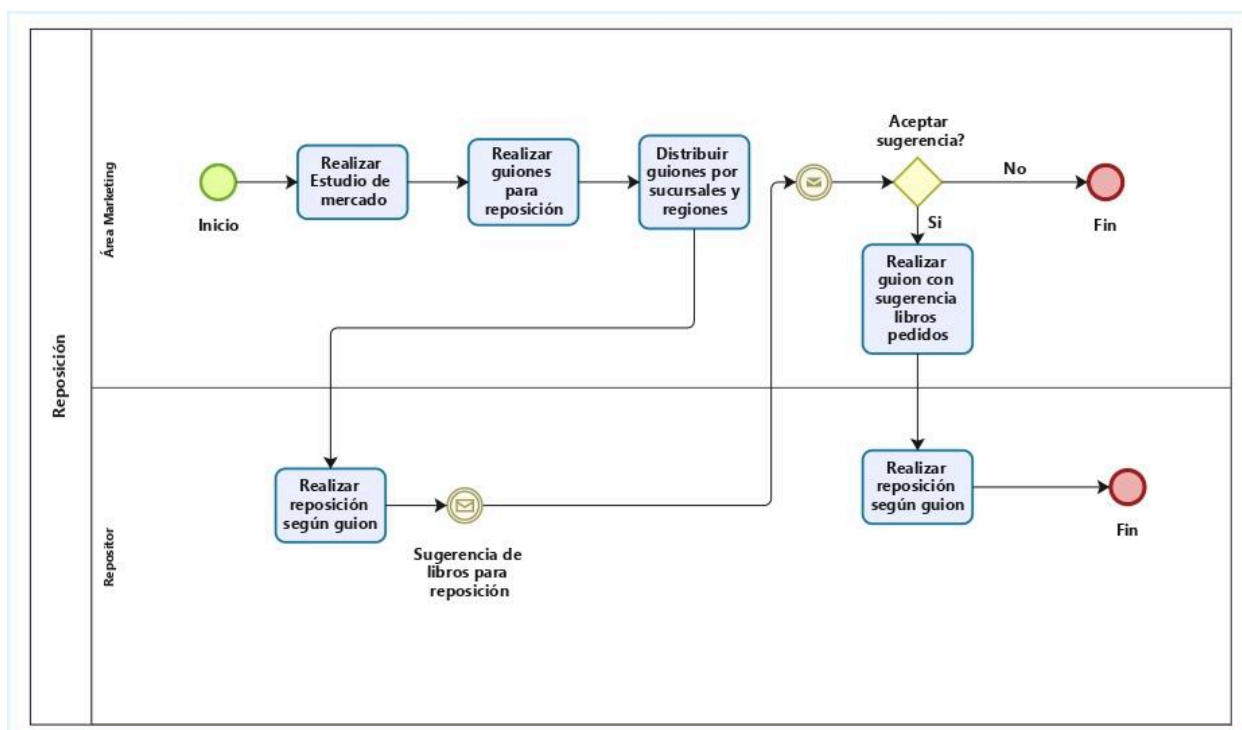 Reposición
Área Marketing
Inicio
Realizar
Estudio de
mercado
Realizar
guiones
para
reposición
Distribuir
guiones por
sucursales y
regiones
Aceptar
sugerencia?
No
Fin
Si
Realizar
guion con
sugerencia
libros
pedidos
Repositor
Realizar
reposición
según guion
Sugerencia de
libros para
reposición
Realizar
reposición
según guion
Fin